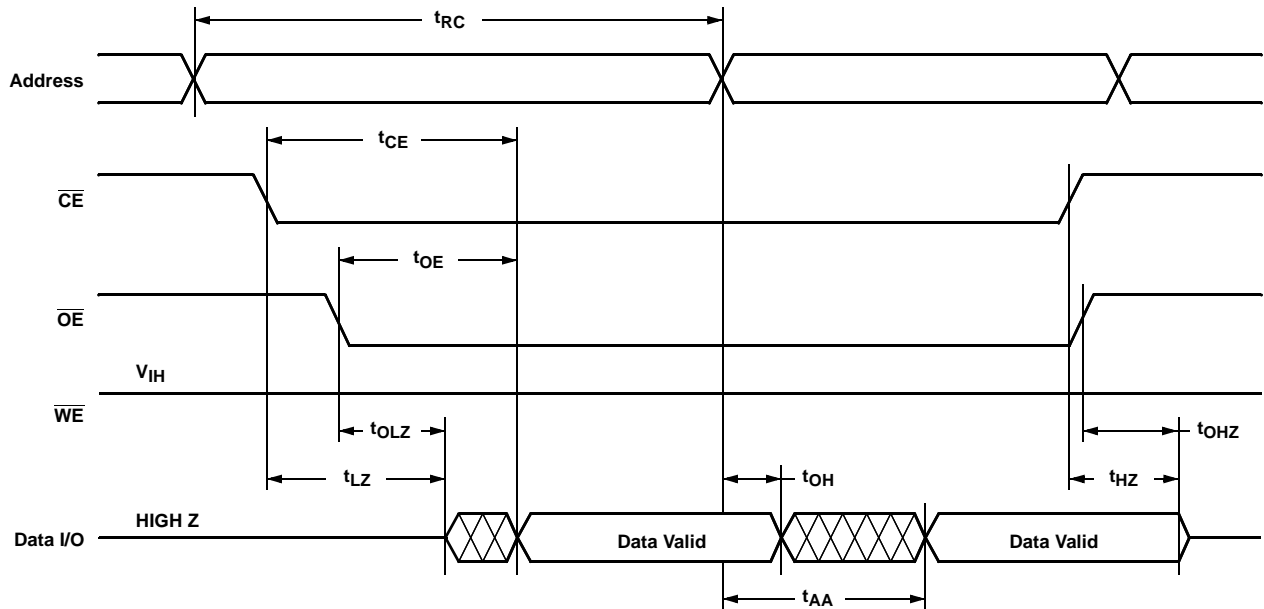 tRC
Address
tCE
CE
tOE
OE
VIH
WE
tOLZ
tOHZ
tLZ
tOH
tHZ
HIGH Z
Data I/O
Data Valid
Data Valid
tAA